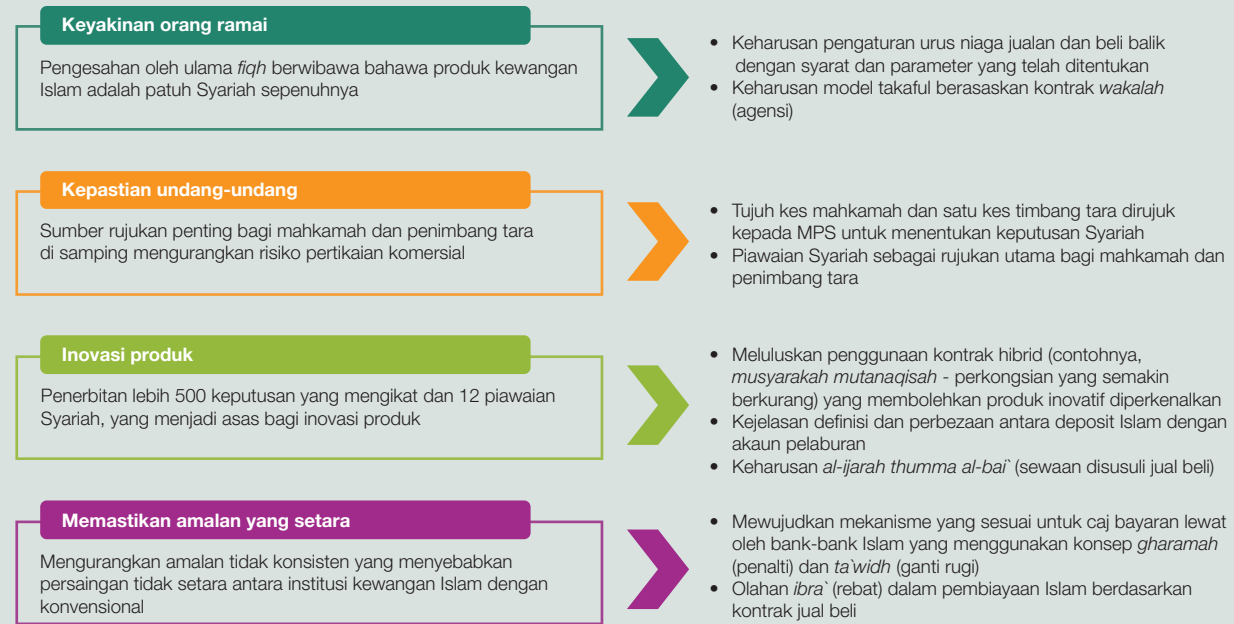 Keyakinan orang ramai
Pengesahan oleh ulama fiqh berwibawa bahawa produk kewangan
Islam adalah patuh Syariah sepenuhnya
• Keharusan pengaturan urus niaga jualan dan beli balik
dengan syarat dan parameter yang telah ditentukan
• Keharusan model takaful berasaskan kontrak wakalah
(agensi)
Kepastian undang-undang
Sumber rujukan penting bagi mahkamah dan penimbang tara
di samping mengurangkan risiko pertikaian komersial
• Tujuh kes mahkamah dan satu kes timbang tara dirujuk
kepada MPS untuk menentukan keputusan Syariah
• Piawaian Syariah sebagai rujukan utama bagi mahkamah dan
penimbang tara
Inovasi produk
Penerbitan lebih 500 keputusan yang mengikat dan 12 piawaian
Syariah, yang menjadi asas bagi inovasi produk
• Meluluskan penggunaan kontrak hibrid (contohnya,
musyarakah mutanaqisah - perkongsian yang semakin
berkurang) yang membolehkan produk inovatif diperkenalkan
• Kejelasan definisi dan perbezaan antara deposit Islam dengan
akaun pelaburan
• Keharusan al-ijarah thumma al-bai` (sewaan disusuli jual beli)
Memastikan amalan yang setara
Mengurangkan amalan tidak konsisten yang menyebabkan
persaingan tidak setara antara institusi kewangan Islam dengan
konvensional
• Mewujudkan mekanisme yang sesuai untuk caj bayaran lewat
oleh bank-bank Islam yang menggunakan konsep gharamah
(penalti) dan ta`widh (ganti rugi)
• Olahan ibra` (rebat) dalam pembiayaan Islam berdasarkan
kontrak jual beli